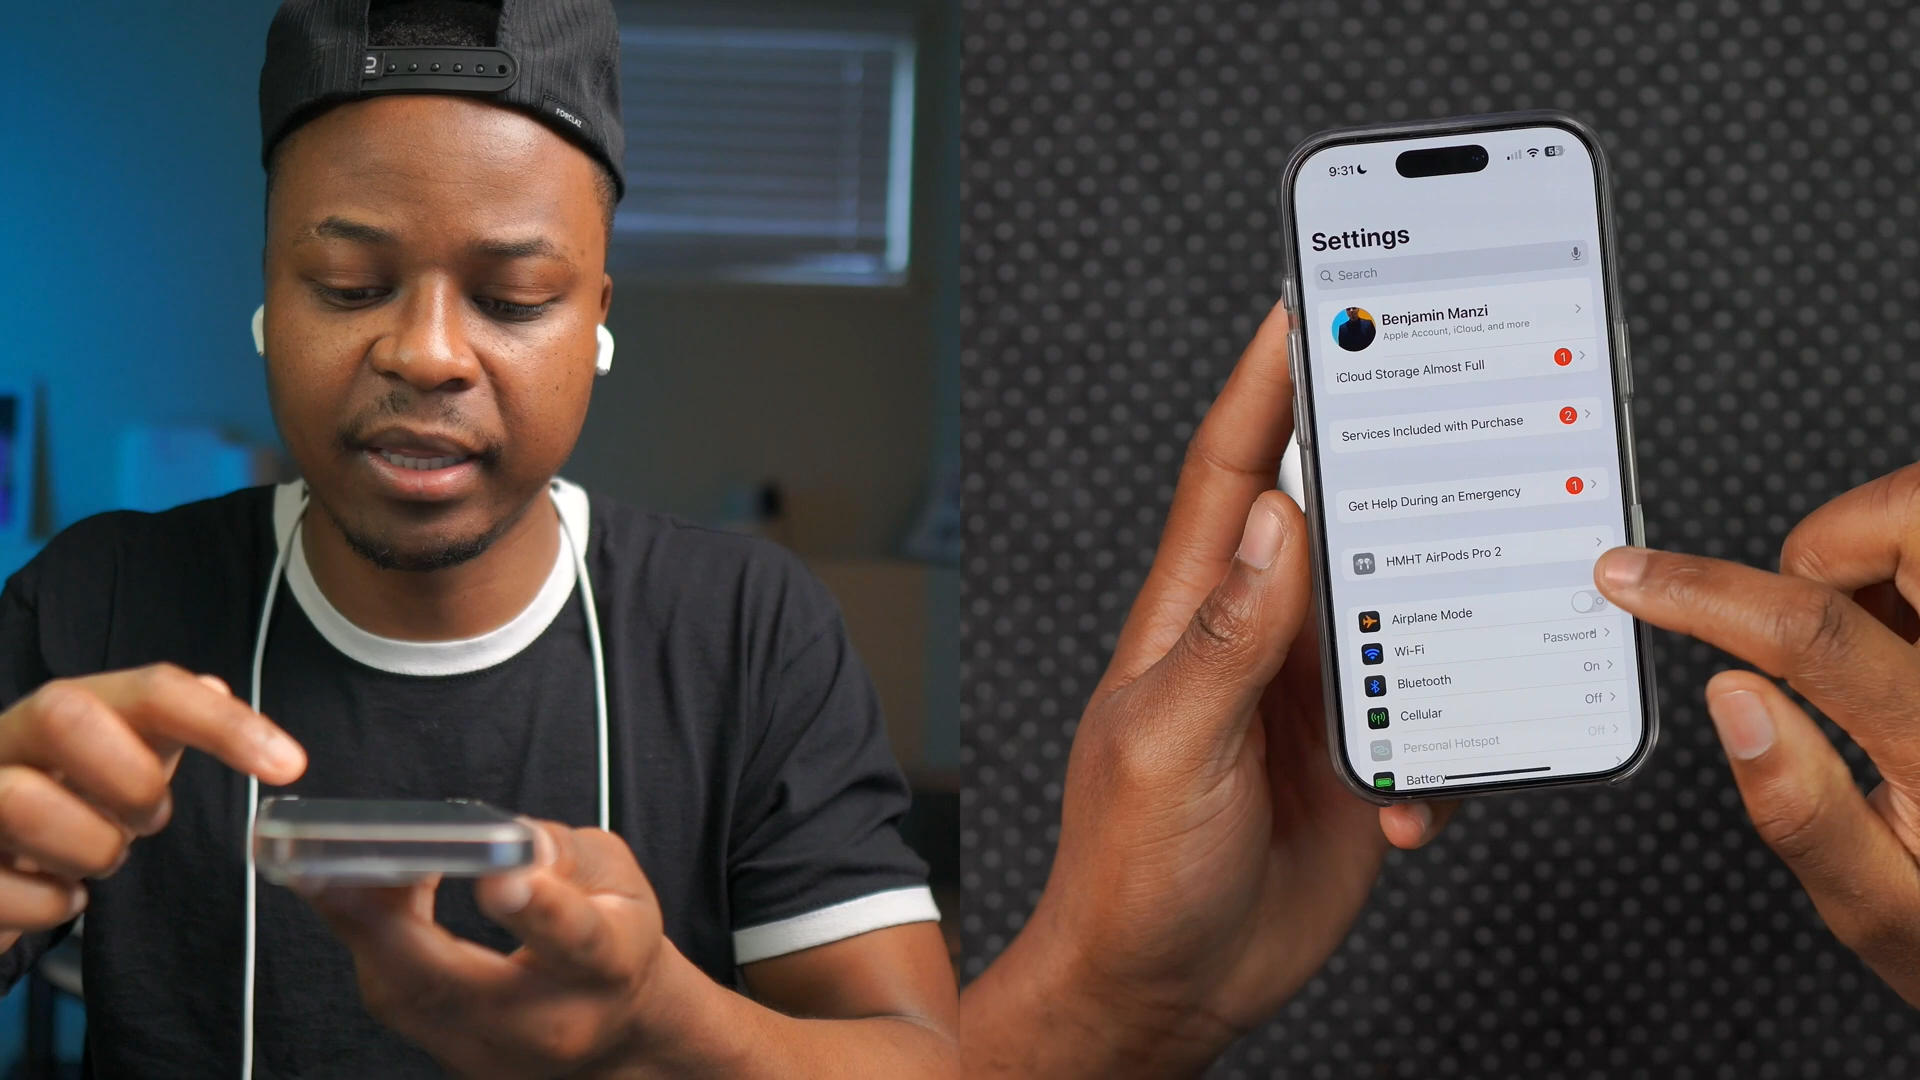 FORCLAZ
9:31
55
Settings
Search
Benjamin Manzi
Apple Account, iCloud, and more
iCloud Storage Almost Full 1
Services Included with Purchase 2
Get Help During an Emergency 1
HMHT AirPods Pro 2
Airplane Mode
Wi-Fi Password
Bluetooth On
Cellular Off
Personal Hotspot Off
Battery